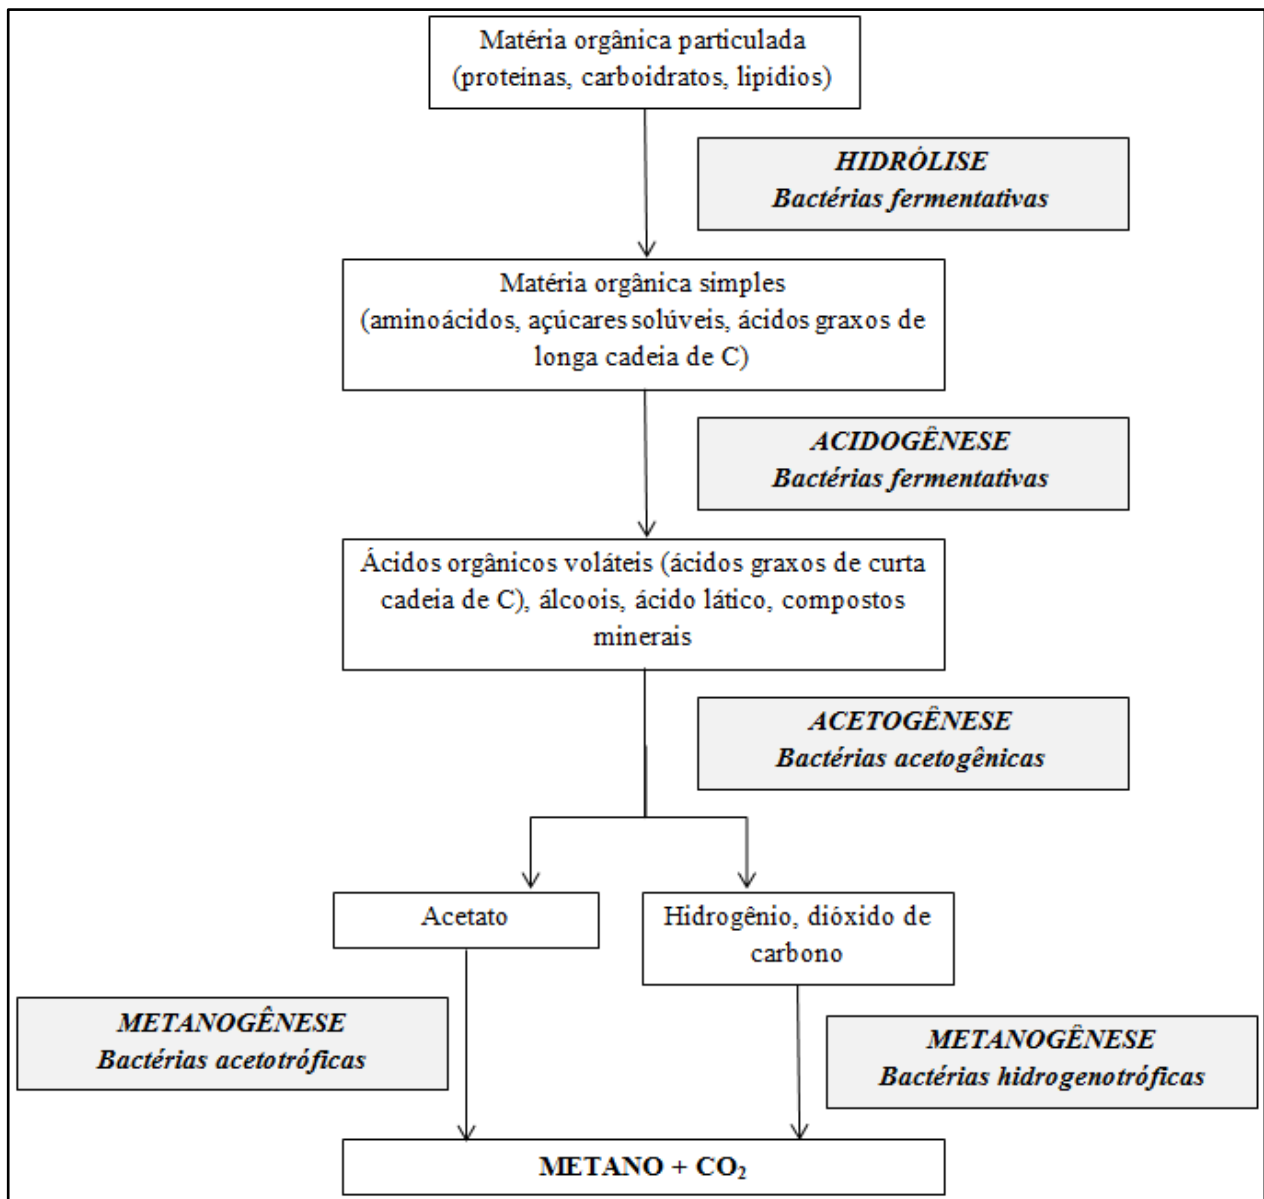 Matéria orgânica particulada
(proteínas, carboidratos, lipídios)
HIDRÓLISE
Bactérias fermentativas
Matéria orgânica simples
(aminoácidos, açúcares solúveis, ácidos graxos de
longa cadeia de C)
ACIDOGÊNESE
Bactérias fermentativas
Ácidos orgânicos voláteis (ácidos graxos de curta
cadeia de C), álcoois, ácido lático, compostos
minerais
ACETOGÊNESE
Bactérias acetogênicas
Acetato
Hidrogênio, dióxido de
carbono
METANOGÊNESE
Bactérias acetotróficas
METANOGÊNESE
Bactérias hidrogenotróficas
METANO + CO₂